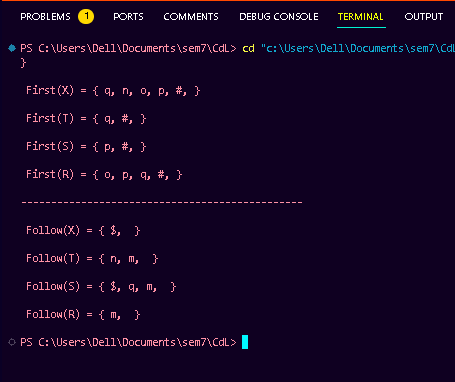 PROBLEMS 1 PORTS COMMENTS DEBUG CONSOLE TERMINAL OUTPUT
PS C:\Users\Dell\Documents\sem7\CdL> cd "c:\Users\Dell\Documents\sem7\CdL
}
First(X) = { q, n, o, p, #, }
First(T) = { q, #, }
First(S) = { p, #, }
First(R) = { o, p, q, #, }
-----------------------------------------------
Follow(X) = { $,  }
Follow(T) = { n, m,  }
Follow(S) = { $, q, m,  }
Follow(R) = { m,  }
PS C:\Users\Dell\Documents\sem7\CdL>